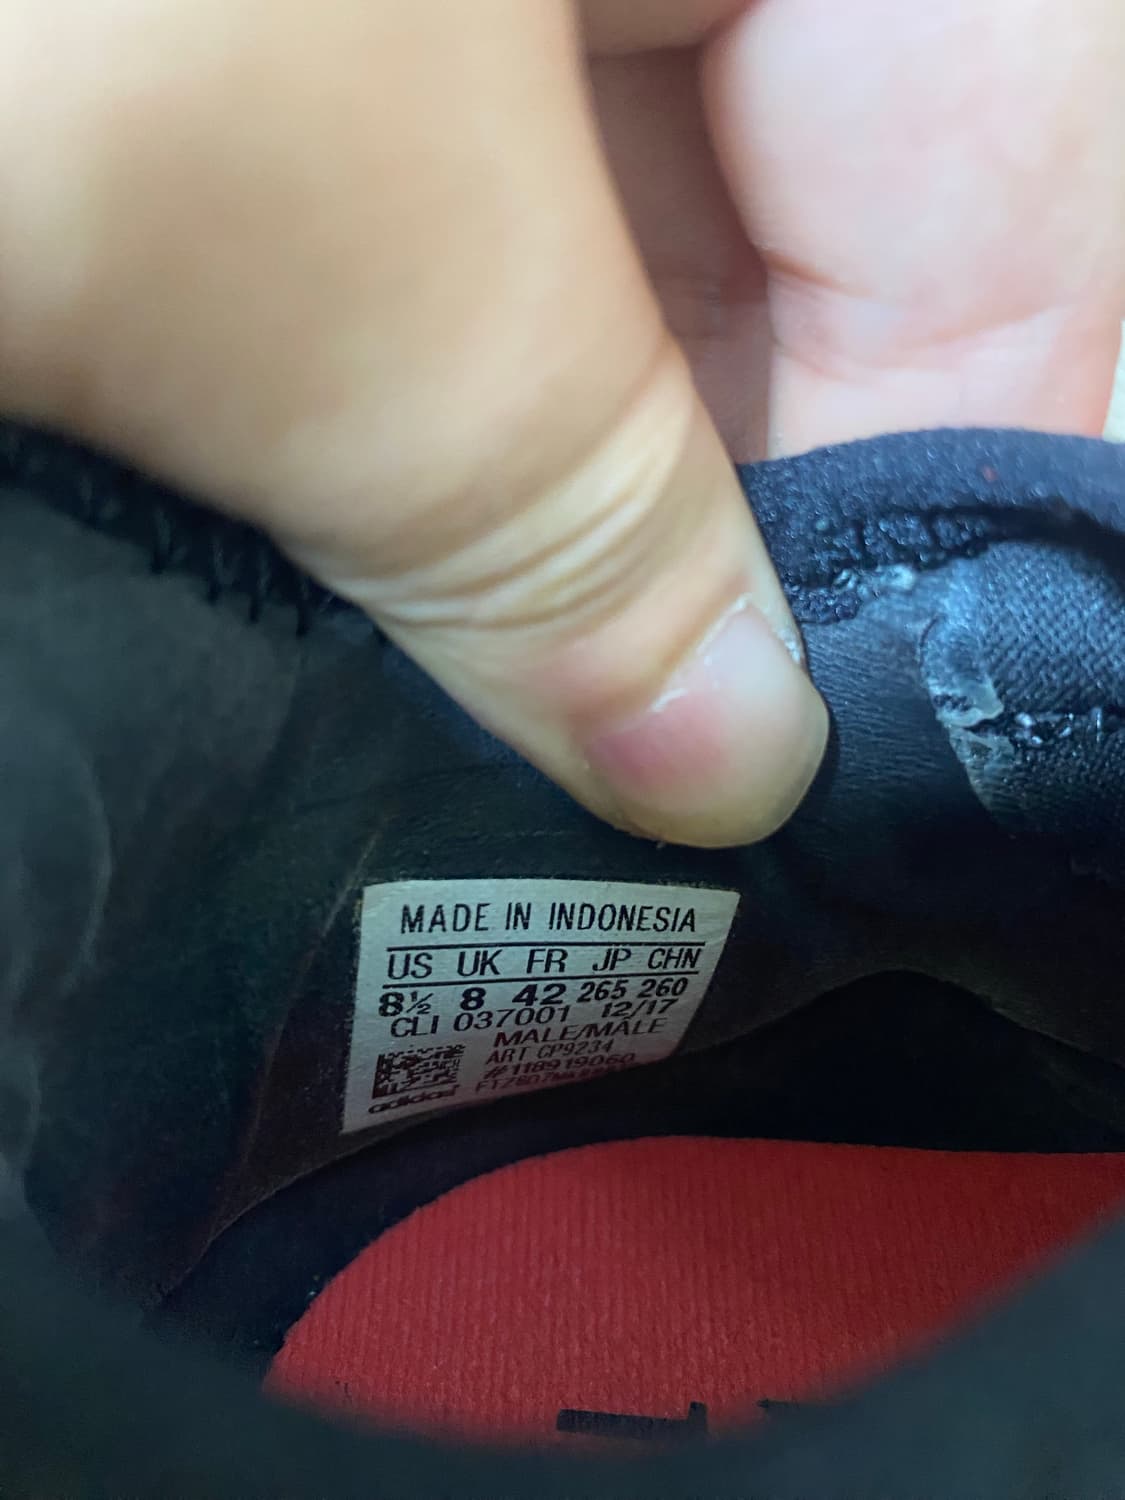 MADE IN INDONESIA
US UK FR JP CHN
8½ 8 42 265 260
CLI 037001 12/17
MALE/MALE
ART CP9234
#118919060
adidas